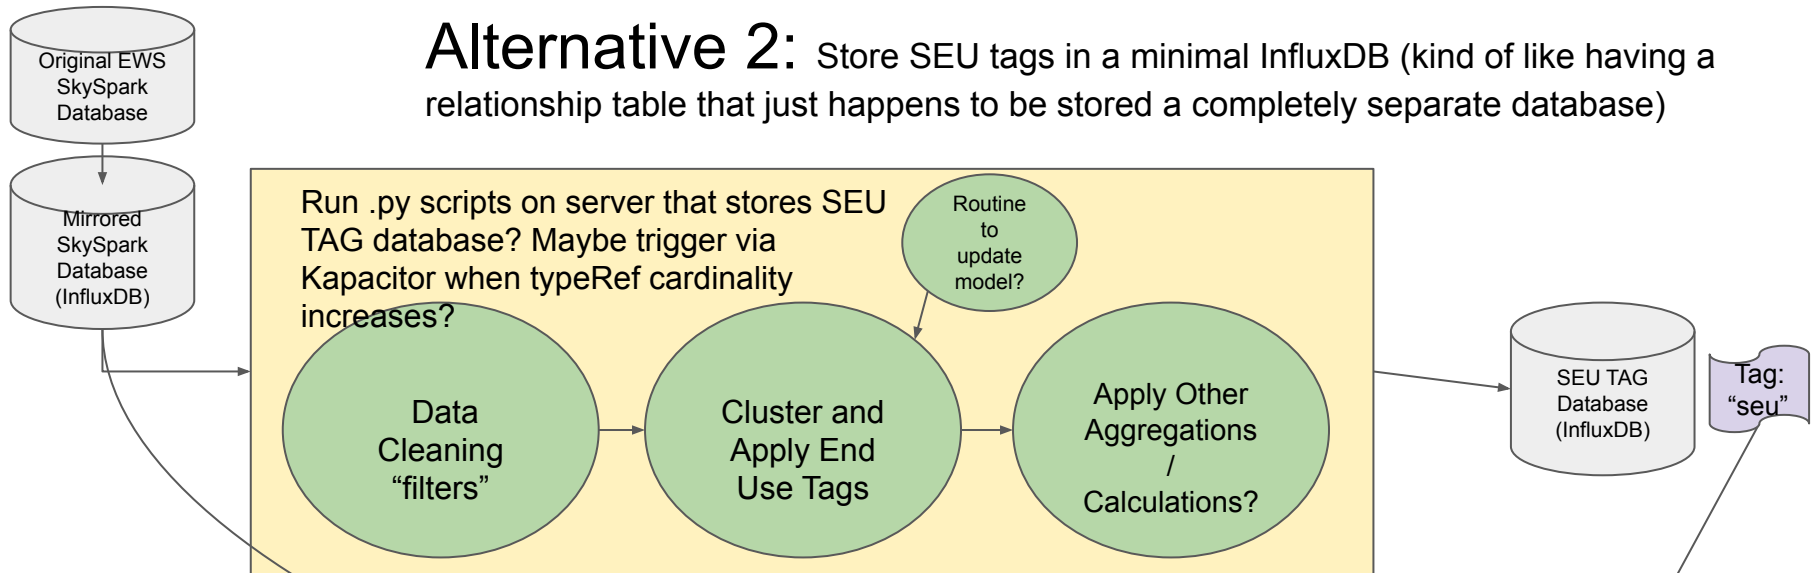 Original EWS
SkySpark
Database
Alternative 2: Store SEU tags in a minimal InfluxDB (kind of like having a
relationship table that just happens to be stored a completely separate database)
Mirrored
SkySpark
Database
(InfluxDB)
Run .py scripts on server that stores SEU
TAG database? Maybe trigger via
Kapacitor when typeRef cardinality
increases?
Routine
to
update
model?
Data
Cleaning
“filters”
Cluster and
Apply End
Use Tags
Apply Other
Aggregations
/
Calculations?
SEU TAG
Database
(InfluxDB)
Tag:
“seu”